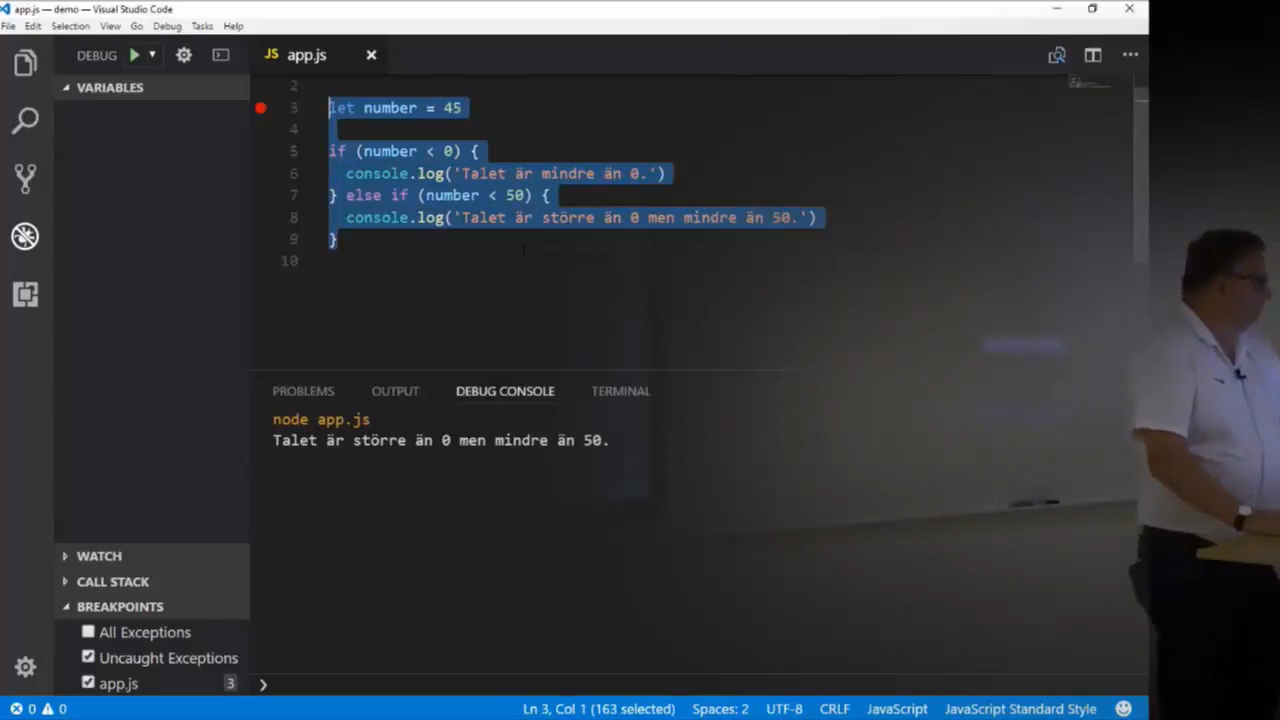 app.js — demo — Visual Studio Code
File Edit Selection View Go Debug Tasks Help
DEBUG
JS app.js
VARIABLES
2
3 let number = 45
4
5 if (number < 0) {
6 console.log('Talet är mindre än 0.')
7 } else if (number < 50) {
8 console.log('Talet är större än 0 men mindre än 50.')
9 }
10
PROBLEMS OUTPUT DEBUG CONSOLE TERMINAL
node app.js
Talet är större än 0 men mindre än 50.
WATCH
CALL STACK
BREAKPOINTS
All Exceptions
Uncaught Exceptions
app.js 3
0 0 Ln 3, Col 1 (163 selected) Spaces: 2 UTF-8 CRLF JavaScript JavaScript Standard Style